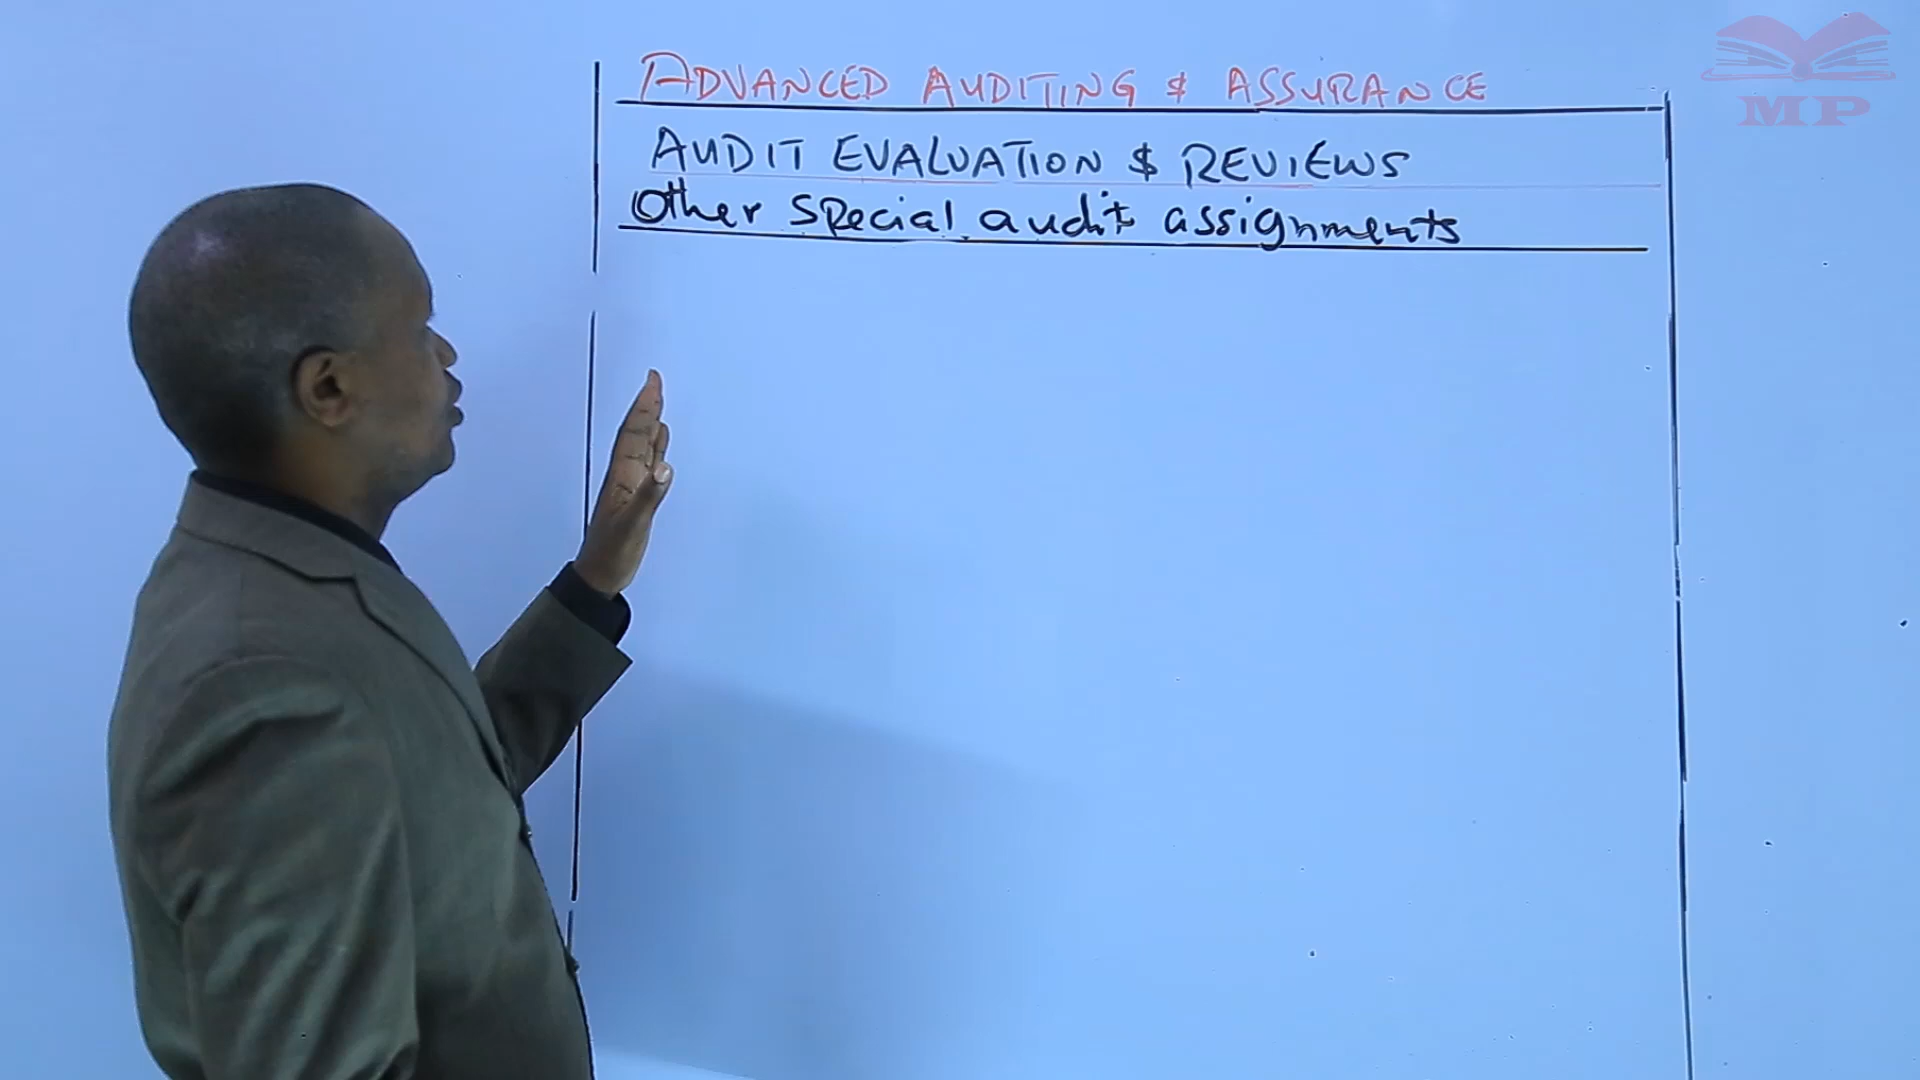 ADVANCED AUDITING & ASSURANCE
AUDIT EVALUATION & REVIEWS
Other special audit assignments
MP